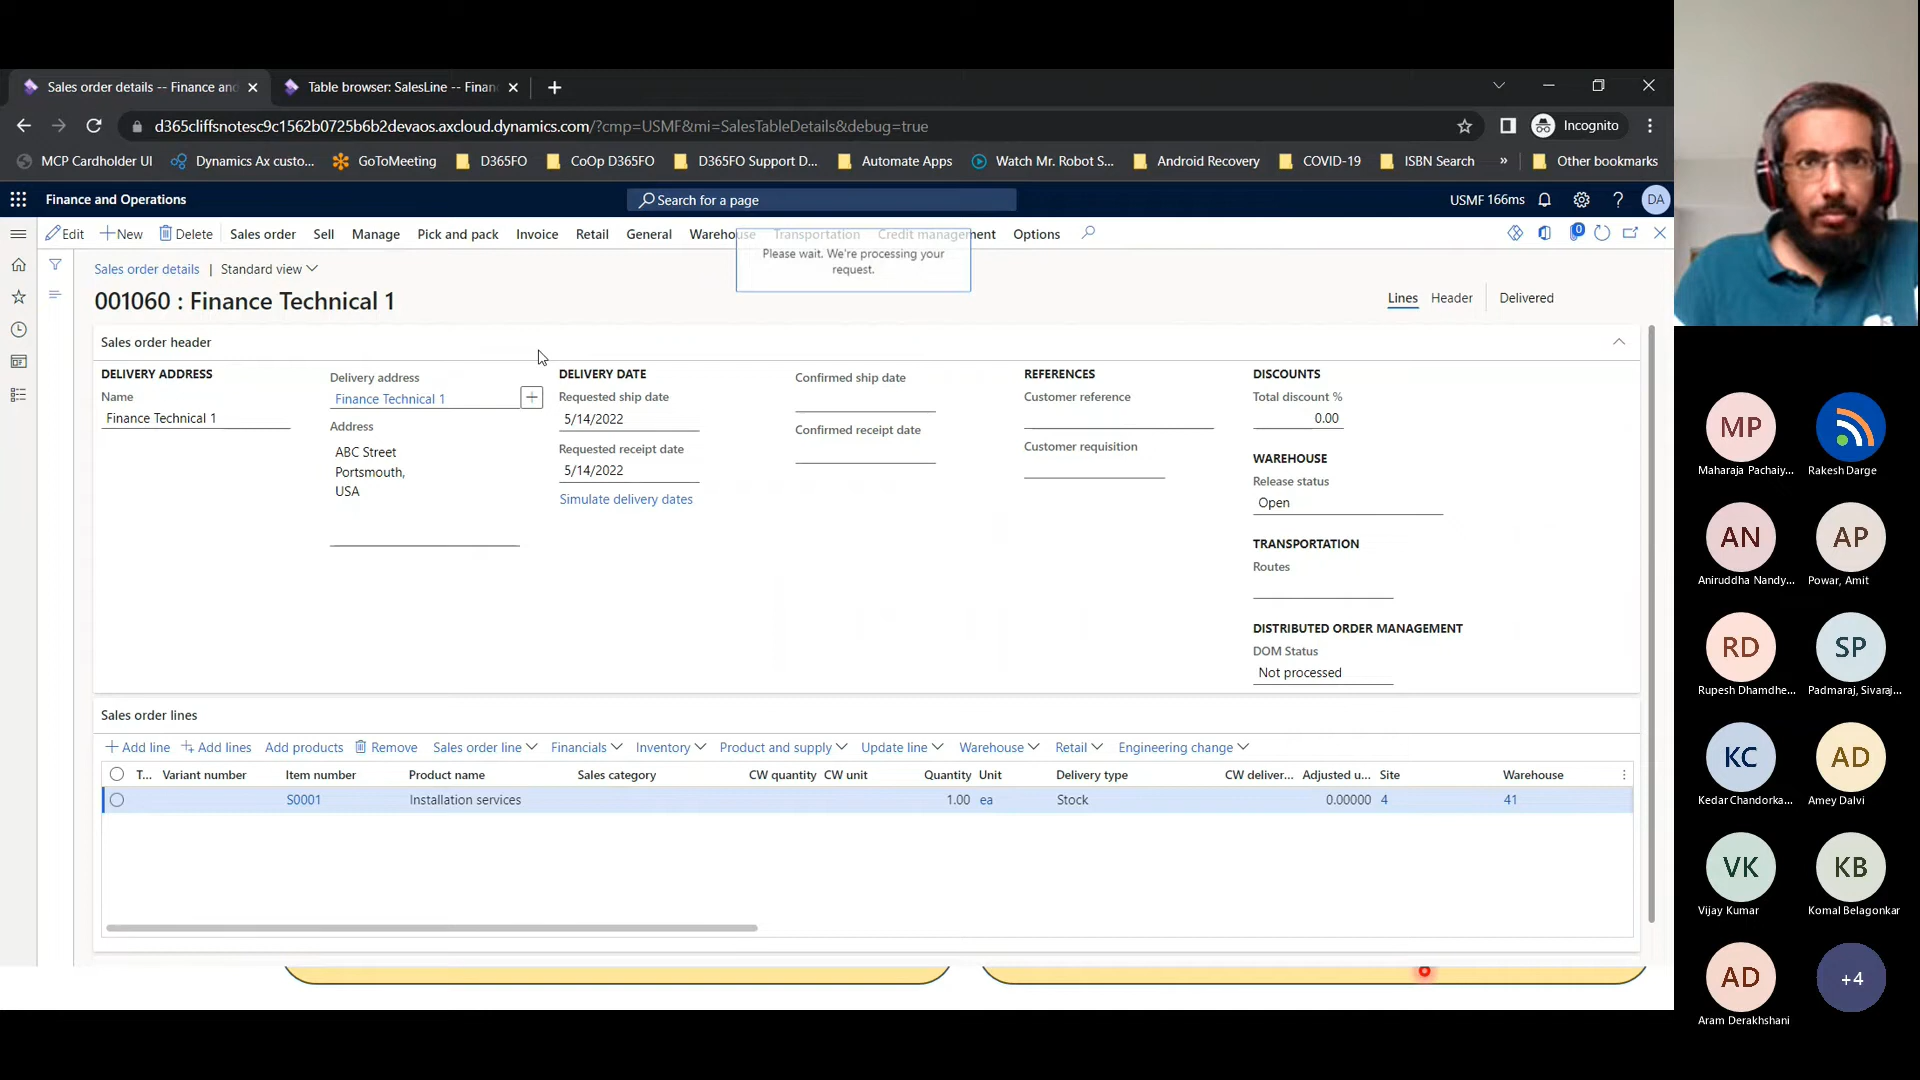 Sales order details -- Finance and
Table browser: SalesLine -- Finan
d365cliffsnotesc9c1562b0725b6b2devaos.axcloud.dynamics.com/?cmp=USMF&mi=SalesTableDetails&debug=true
Incognito
MCP Cardholder UI
Dynamics Ax custo...
GoToMeeting
D365FO
CoOp D365FO
D365FO Support D...
Automate Apps
Watch Mr. Robot S...
Android Recovery
COVID-19
ISBN Search
»
Other bookmarks
Finance and Operations
Search for a page
USMF 166ms
?
DA
Edit
New
Delete
Sales order
Sell
Manage
Pick and pack
Invoice
Retail
General
Warehouse
Transportation
Credit management
Options
0
Please wait. We're processing your
request.
Sales order details | Standard view
001060 : Finance Technical 1
Lines
Header
Delivered
Sales order header
DELIVERY ADDRESS
Name
Finance Technical 1
Delivery address
Finance Technical 1
Address
ABC Street
Portsmouth,
USA
DELIVERY DATE
Requested ship date
5/14/2022
Requested receipt date
5/14/2022
Simulate delivery dates
Confirmed ship date
Confirmed receipt date
REFERENCES
Customer reference
Customer requisition
DISCOUNTS
Total discount %
0.00
WAREHOUSE
Release status
Open
TRANSPORTATION
Routes
DISTRIBUTED ORDER MANAGEMENT
DOM Status
Not processed
Sales order lines
Add line
Add lines
Add products
Remove
Sales order line
Financials
Inventory
Product and supply
Update line
Warehouse
Retail
Engineering change
T... Variant number Item number Product name Sales category CW quantity CW unit Quantity Unit Delivery type CW deliver... Adjusted u... Site Warehouse
S0001 Installation services 1.00 ea Stock 0.00000 4 41
MP
Maharaja Pachaiy...
Rakesh Darge
AN
Aniruddha Nandy...
AP
Powar, Amit
RD
Rupesh Dhamdhe...
SP
Padmaraj, Sivaraj...
KC
Kedar Chandorka...
AD
Amey Dalvi
VK
Vijay Kumar
KB
Komal Belagonkar
AD
Aram Derakhshani
+4